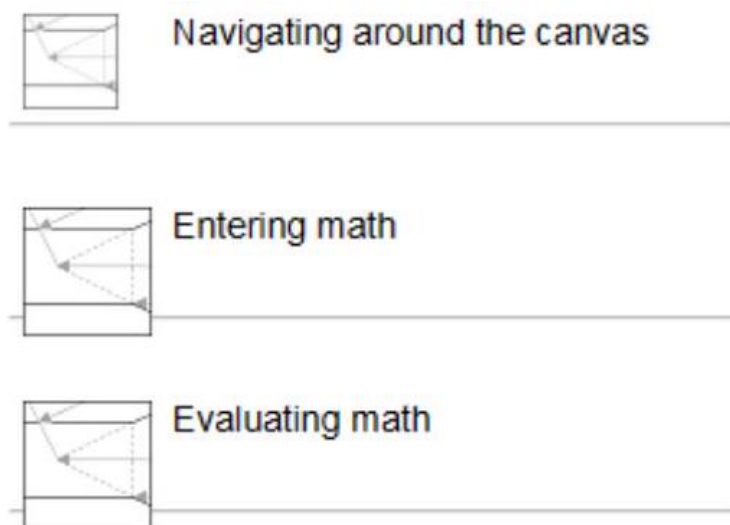 Navigating around the canvas
Entering math
Evaluating math